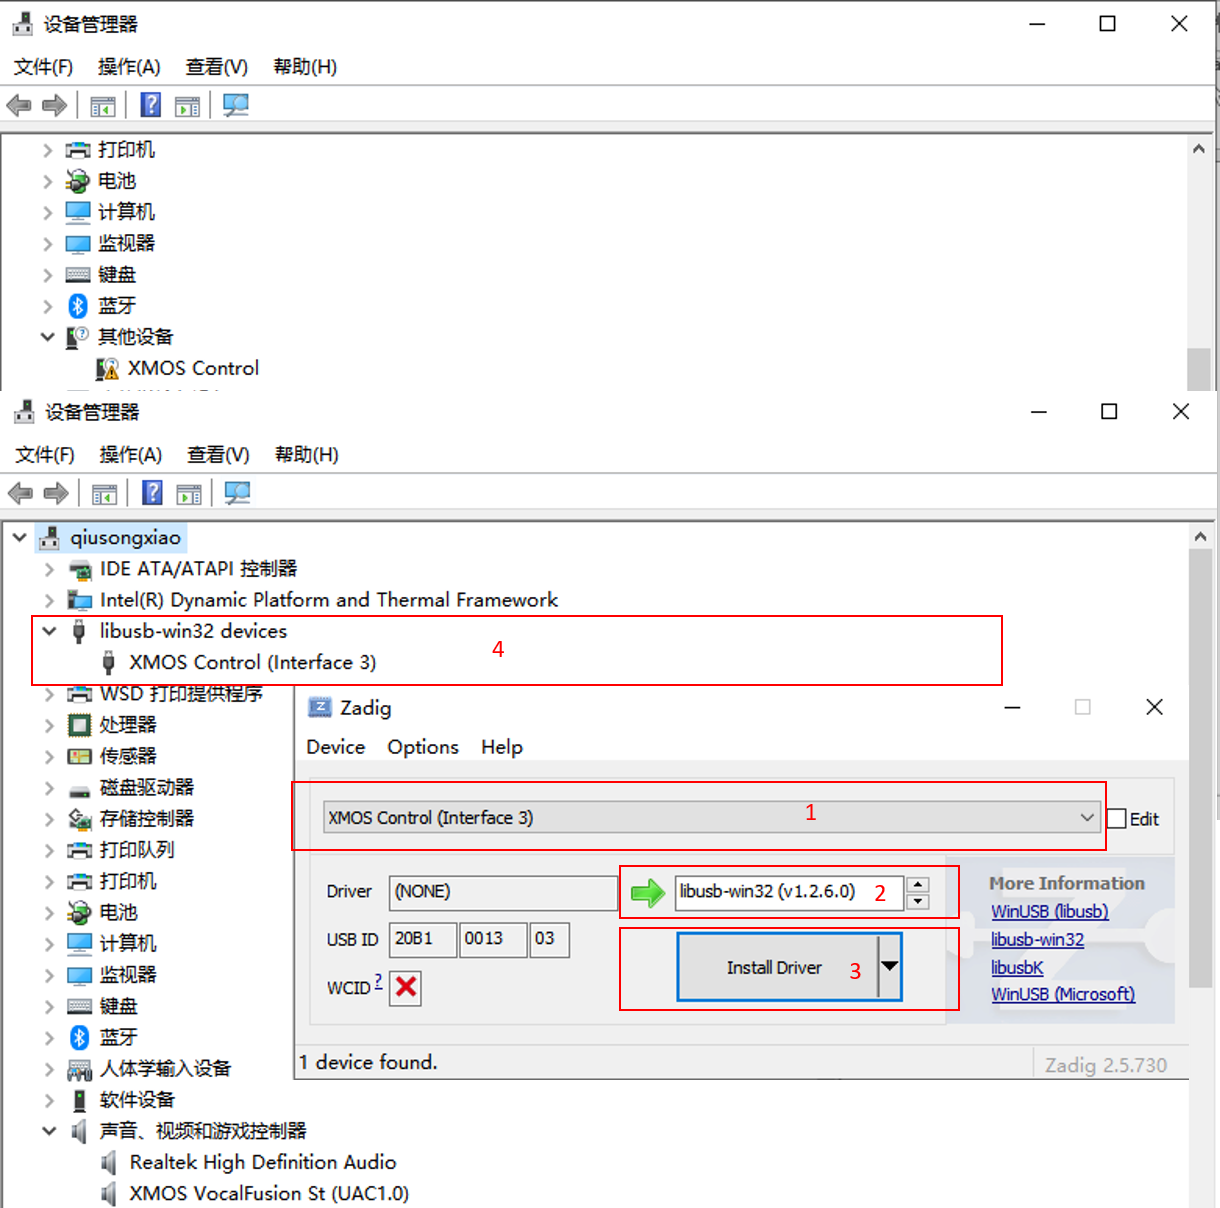 设备管理器
文件(F) 操作(A) 查看(V) 帮助(H)
打印机
电池
计算机
监视器
键盘
蓝牙
其他设备
XMOS Control
设备管理器
文件(F) 操作(A) 查看(V) 帮助(H)
qiusongxiao
IDE ATA/ATAPI 控制器
Intel(R) Dynamic Platform and Thermal Framework
libusb-win32 devices
4
XMOS Control (Interface 3)
WSD 打印提供程序
处理器
传感器
磁盘驱动器
存储控制器
打印队列
打印机
电池
计算机
监视器
键盘
蓝牙
人体学输入设备
软件设备
声音、视频和游戏控制器
Realtek High Definition Audio
XMOS VocalFusion St (UAC1.0)
Zadig
Device Options Help
XMOS Control (Interface 3) 1 Edit
Driver (NONE) libusb-win32 (v1.2.6.0) 2
USB ID 20B1 0013 03
WCID ?
Install Driver 3
More Information
WinUSB (libusb)
libusb-win32
libusbK
WinUSB (Microsoft)
1 device found. Zadig 2.5.730